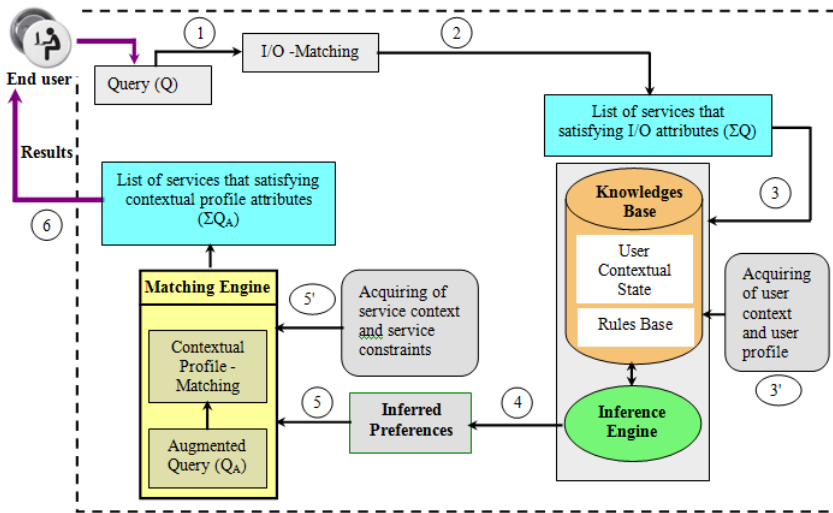 End user
Query (Q)
1
I/O -Matching
2
List of services that
satisfying I/O attributes (ΣQ)
3
Knowledges
Base
User
Contextual
State
Rules Base
Acquiring
of user
context
and user
profile
3'
Inference
Engine
4
Inferred
Preferences
5
Acquiring of
service context
and service
constraints
5'
Matching Engine
Contextual
Profile -
Matching
Augmented
Query (QA)
List of services that satisfying
contextual profile attributes
(ΣQA)
6
Results